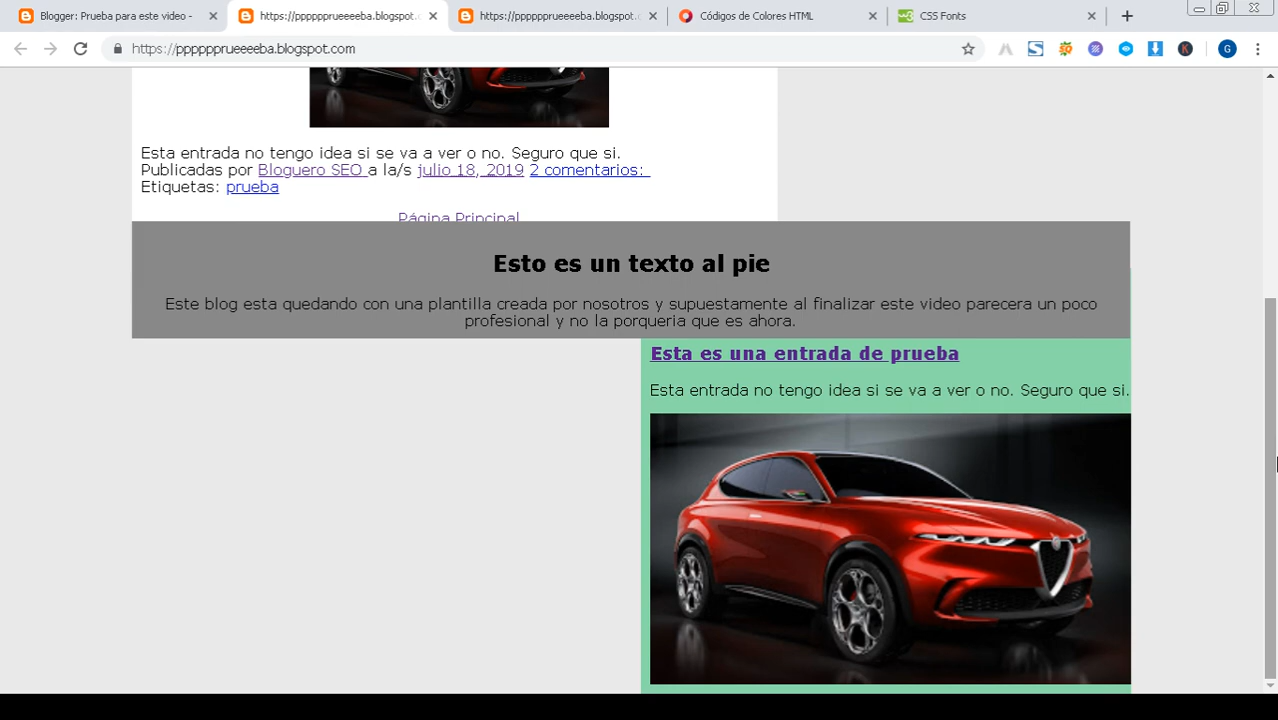 Blogger: Prueba para este video -
https://ppppppprueeeeba.blogspot.
https://ppppppprueeeeba.blogspot.c
Códigos de Colores HTML
CSS Fonts
https://ppppppprueeeeba.blogspot.com
Esta entrada no tengo idea si se va a ver o no. Seguro que si.
Publicadas por Bloguero SEO a la/s julio 18, 2019 2 comentarios:
Etiquetas: prueba
Página Principal
Esto es un texto al pie
Este blog esta quedando con una plantilla creada por nosotros y supuestamente al finalizar este video parecera un poco
profesional y no la porqueria que es ahora.
Esta es una entrada de prueba
Esta entrada no tengo idea si se va a ver o no. Seguro que si.